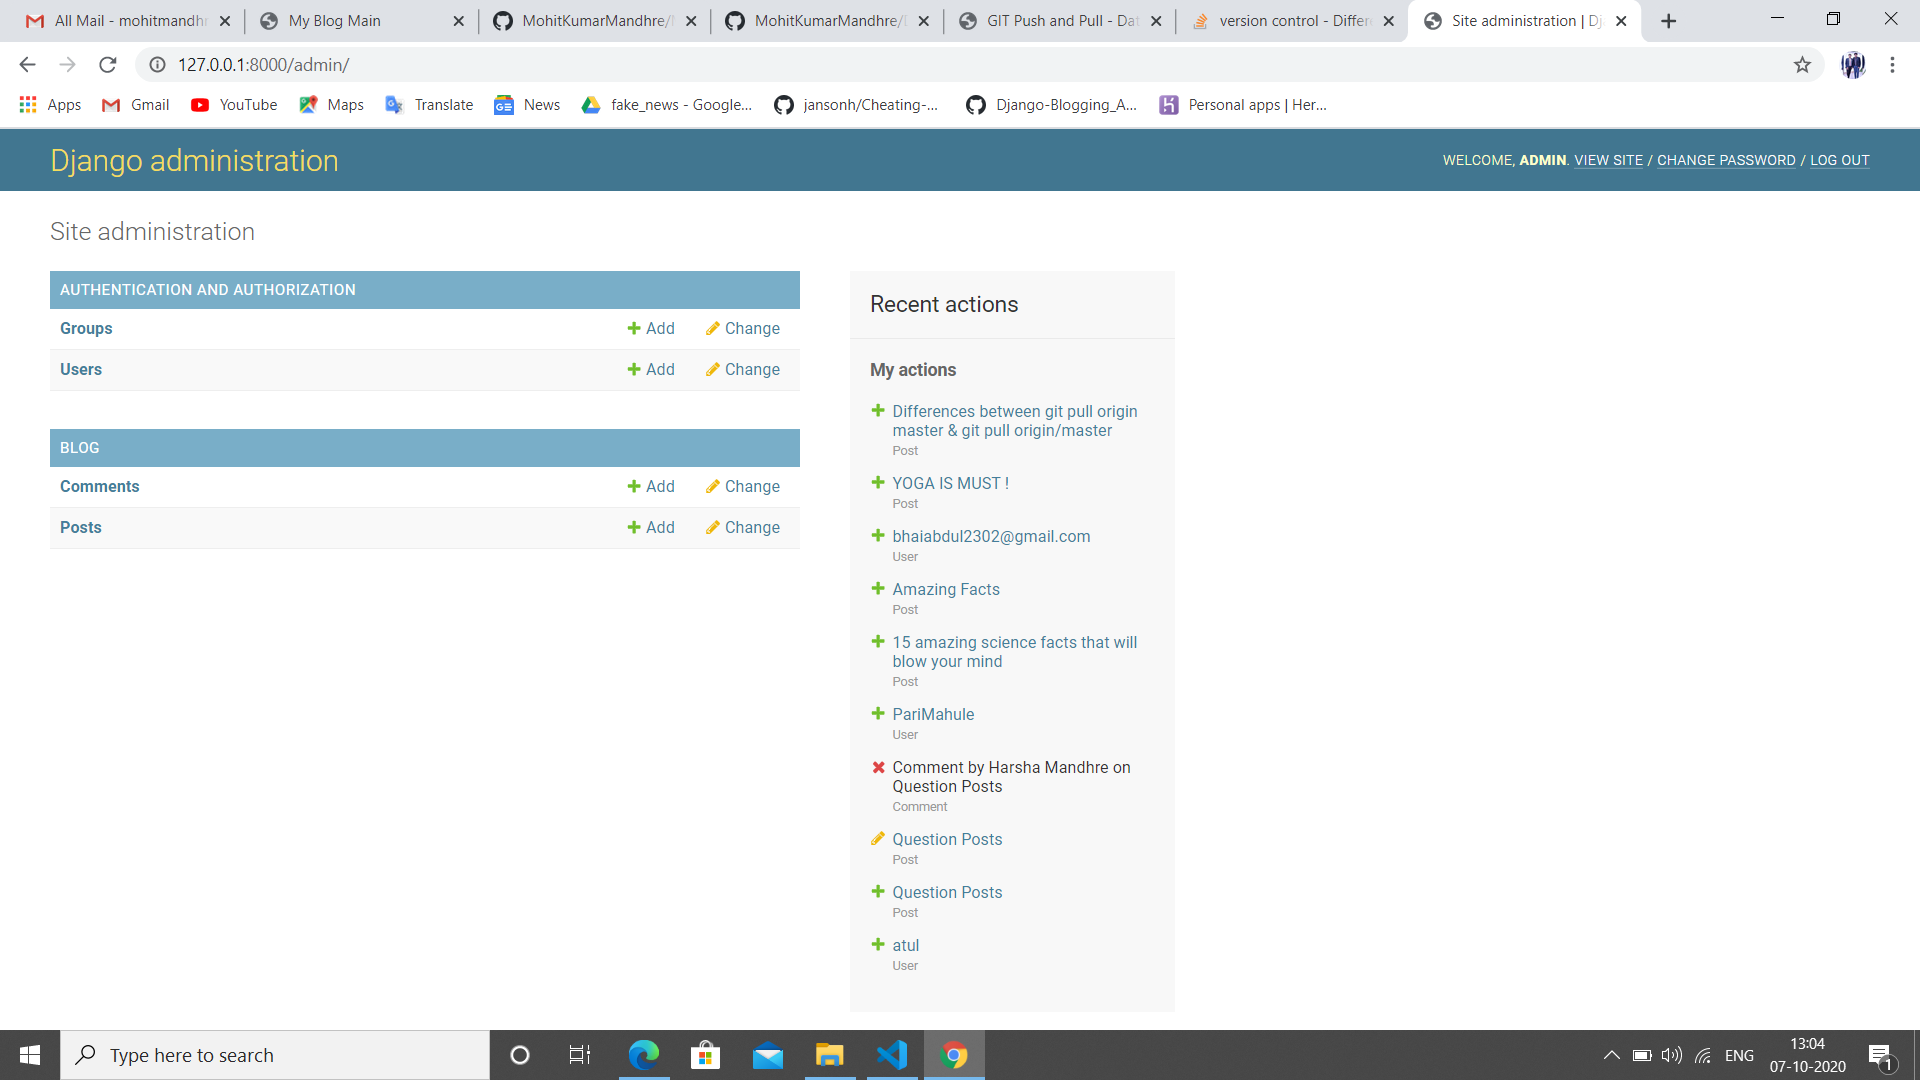 All Mail - mohitmandhr
My Blog Main
MohitKumarMandhre/
MohitKumarMandhre/
GIT Push and Pull - Dat
version control - Differe
Site administration | Dj
127.0.0.1:8000/admin/
Apps
Gmail
YouTube
Maps
Translate
News
fake_news - Google...
jansonh/Cheating-...
Django-Blogging_A...
Personal apps | Her...
Django administration
WELCOME, ADMIN. VIEW SITE / CHANGE PASSWORD / LOG OUT
Site administration
AUTHENTICATION AND AUTHORIZATION
Groups Add Change
Users Add Change
BLOG
Comments Add Change
Posts Add Change
Recent actions
My actions
Differences between git pull origin
master & git pull origin/master
Post
YOGA IS MUST !
Post
bhaiabdul2302@gmail.com
User
Amazing Facts
Post
15 amazing science facts that will
blow your mind
Post
PariMahule
User
Comment by Harsha Mandhre on
Question Posts
Comment
Question Posts
Post
Question Posts
Post
atul
User
Type here to search
ENG
13:04
07-10-2020
1